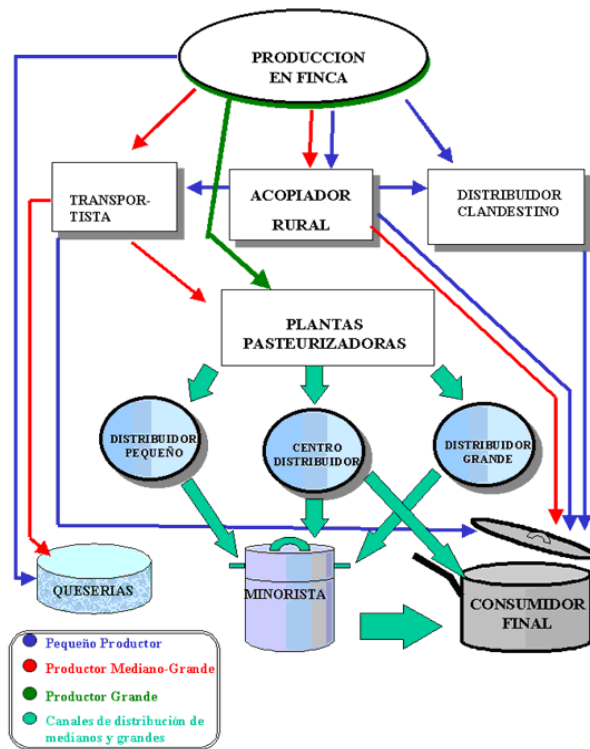 PRODUCCION
EN FINCA
TRANSPOR-
TISTA
ACOPIADOR
RURAL
DISTRIBUIDOR
CLANDESTINO
PLANTAS
PASTEURIZADORAS
DISTRIBUIDOR
PEQUEÑO
CENTRO
DISTRIBUIDOR
DISTRIBUIDOR
GRANDE
QUESERIAS
MINORISTA
CONSUMIDOR
FINAL
Pequeño Productor
Productor Mediano-Grande
Productor Grande
Canales de distribución de
medianos y grandes